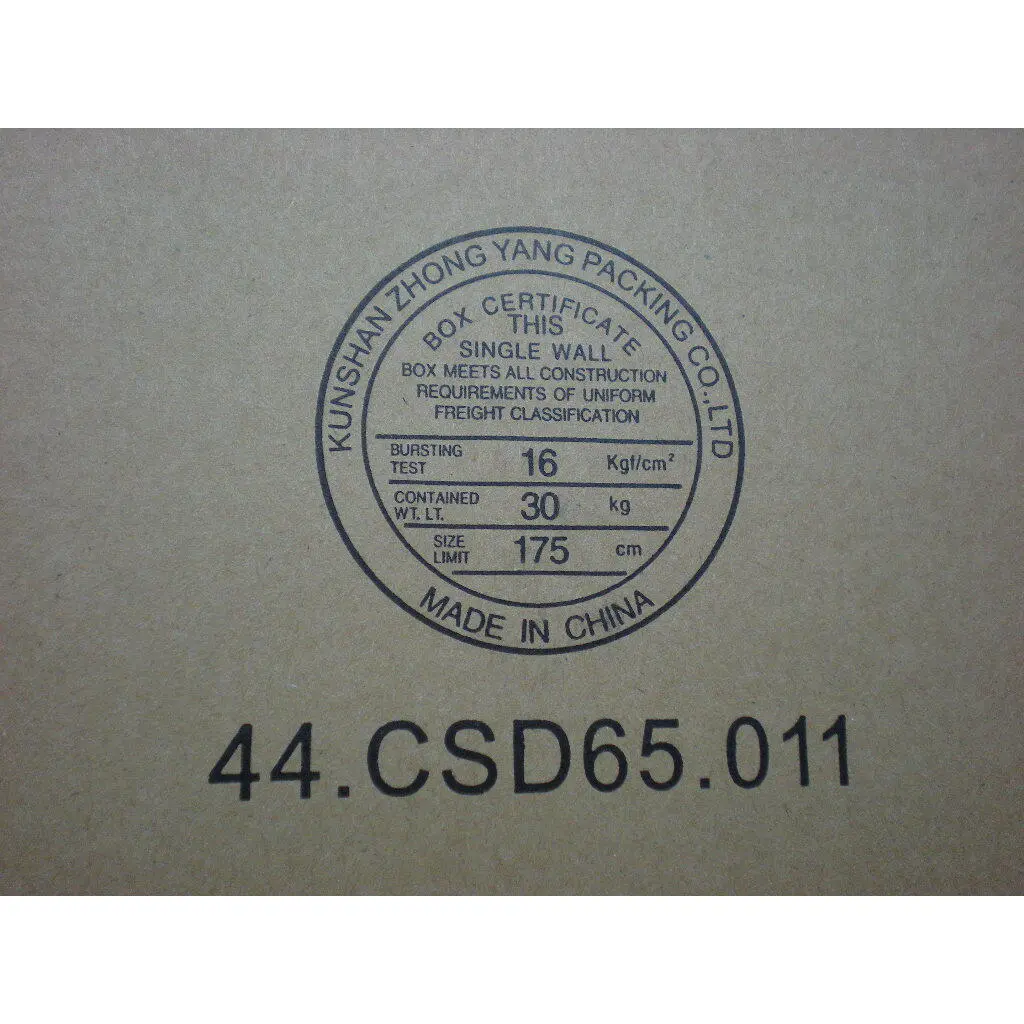 KUNSHAN ZHONG YANG PACKING CO.,LTD
BOX CERTIFICATE
THIS
SINGLE WALL
BOX MEETS ALL CONSTRUCTION
REQUIREMENTS OF UNIFORM
FREIGHT CLASSIFICATION
BURSTING TEST 16 Kgf/cm²
CONTAINED WT. LT. 30 kg
SIZE LIMIT 175 cm
MADE IN CHINA
44.CSD65.011